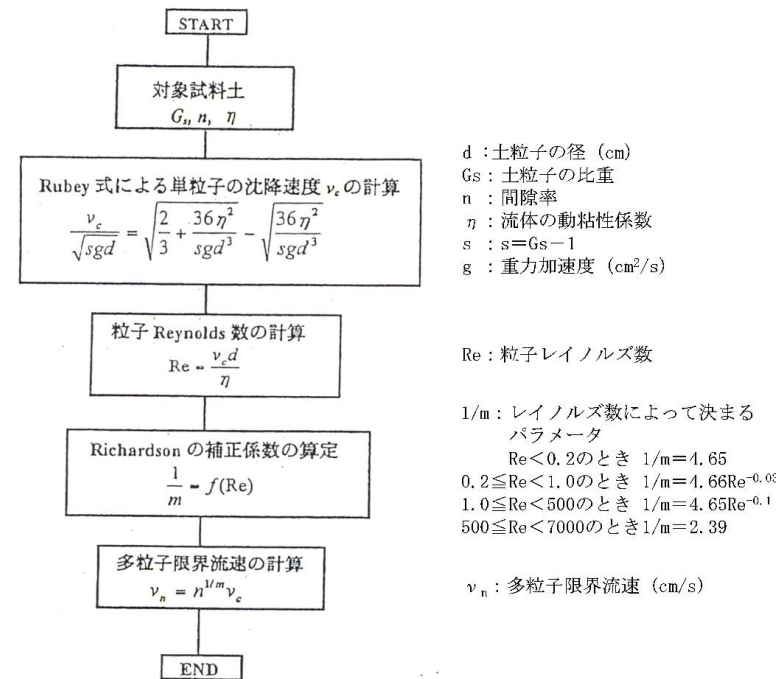 START
対象試料土
G_s, n, η
Rubey 式による単粒子の沈降速度 ν_c の計算
ν_c/√(sgd) = √(2/3 + 36η²/(sgd³)) − √(36η²/(sgd³))
粒子 Reynolds 数の計算
Re = ν_c d/η
Richardson の補正係数の算定
1/m = f(Re)
多粒子限界流速の計算
ν_n = n^{1/m} ν_c
END
d：土粒子の径 (cm)
Gs：土粒子の比重
n：間隙率
η：流体の動粘性係数
s：s＝Gs−1
g：重力加速度 (cm²/s)
Re：粒子レイノルズ数
1/m：レイノルズ数によって決まる
パラメータ
Re＜0.2のとき 1/m＝4.65
0.2≦Re＜1.0のとき 1/m＝4.66Re^{-0.03}
1.0≦Re＜500のとき 1/m＝4.65Re^{-0.1}
500≦Re＜7000のとき1/m＝2.39
ν_n：多粒子限界流速 (cm/s)